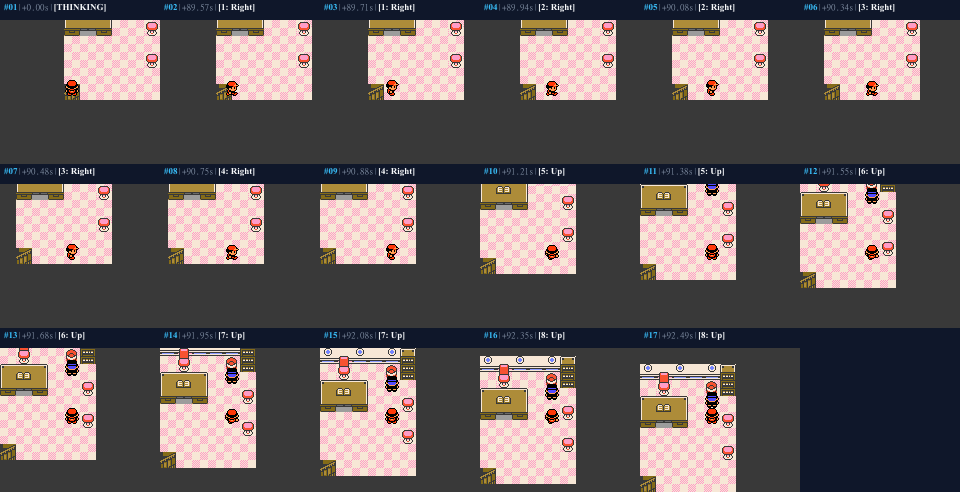 #01|+0.00s|[THINKING]
#02|+89.57s|[1: Right]
#03|+89.71s|[1: Right]
#04|+89.94s|[2: Right]
#05|+90.08s|[2: Right]
#06|+90.34s|[3: Right]
#07|+90.48s|[3: Right]
#08|+90.75s|[4: Right]
#09|+90.88s|[4: Right]
#10|+91.21s|[5: Up]
#11|+91.38s|[5: Up]
#12|+91.55s|[6: Up]
#13|+91.68s|[6: Up]
#14|+91.95s|[7: Up]
#15|+92.08s|[7: Up]
#16|+92.35s|[8: Up]
#17|+92.49s|[8: Up]